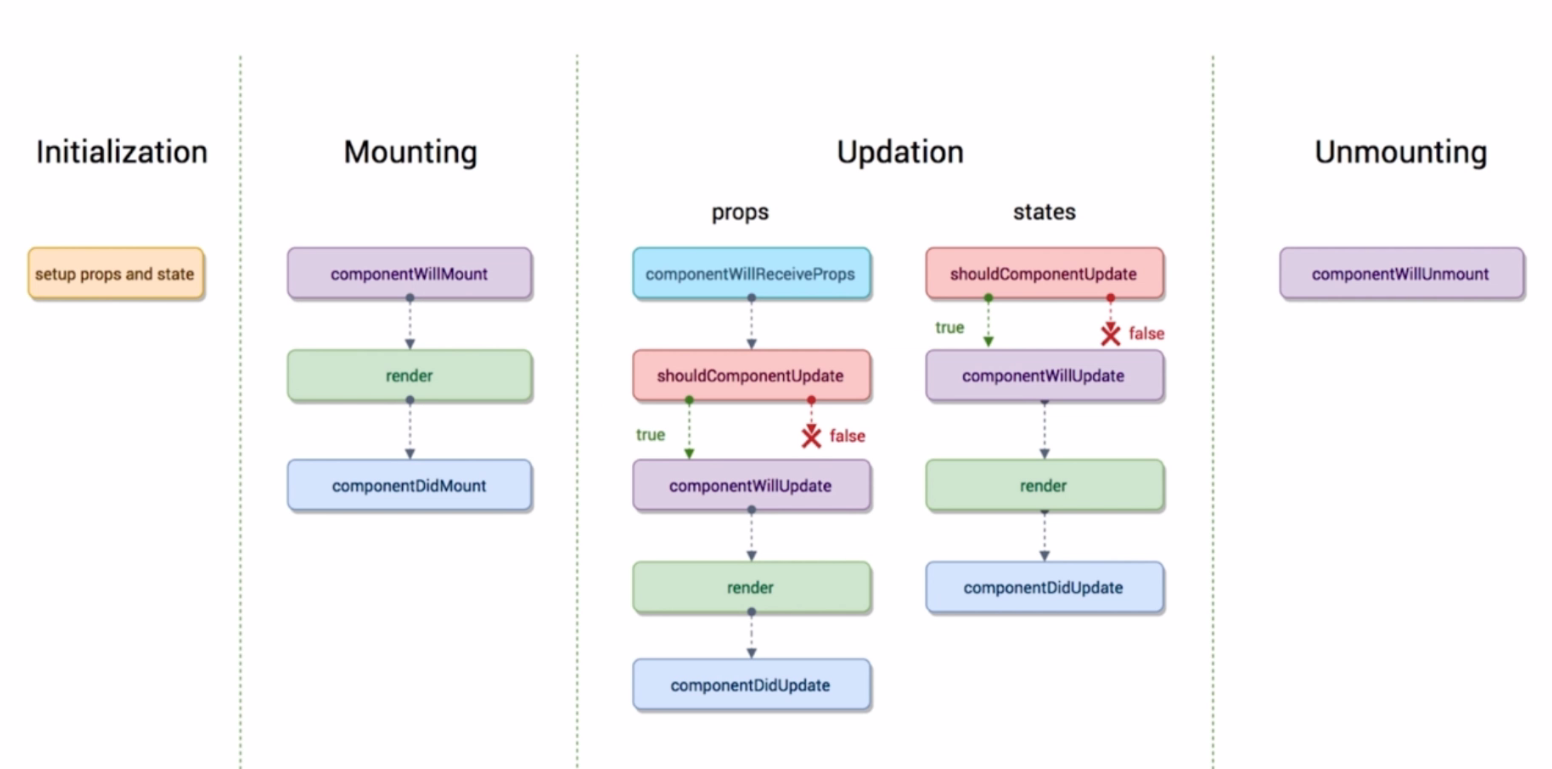 Initialization
setup props and state
Mounting
componentWillMount
render
componentDidMount
Updation
props
componentWillReceiveProps
shouldComponentUpdate
true
false
componentWillUpdate
render
componentDidUpdate
states
shouldComponentUpdate
true
false
componentWillUpdate
render
componentDidUpdate
Unmounting
componentWillUnmount